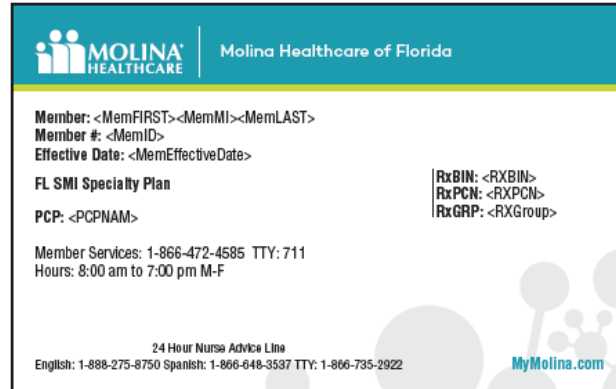 MOLINA
HEALTHCARE
Molina Healthcare of Florida
Member: <MemFIRST><MemMI><MemLAST>
Member #: <MemID>
Effective Date: <MemEffectiveDate>
FL SMI Specialty Plan
PCP: <PCPNAM>
RxBIN: <RXBIN>
RxPCN: <RXPCN>
RxGRP: <RXGroup>
Member Services: 1-866-472-4585 TTY: 711
Hours: 8:00 am to 7:00 pm M-F
24 Hour Nurse Advice Line
English: 1-888-275-8750 Spanish: 1-866-648-3537 TTY: 1-866-735-2922
MyMolina.com